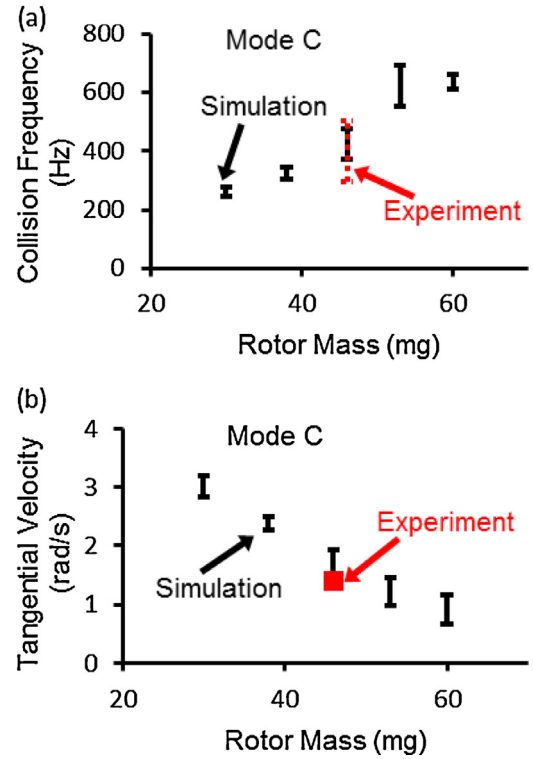 (a)
Mode C
Collision Frequency
(Hz)
800
600
400
200
0
Simulation
Experiment
20
40
60
Rotor Mass (mg)
(b)
Mode C
Tangential Velocity
(rad/s)
4
3
2
1
0
Experiment
Simulation
20
40
60
Rotor Mass (mg)